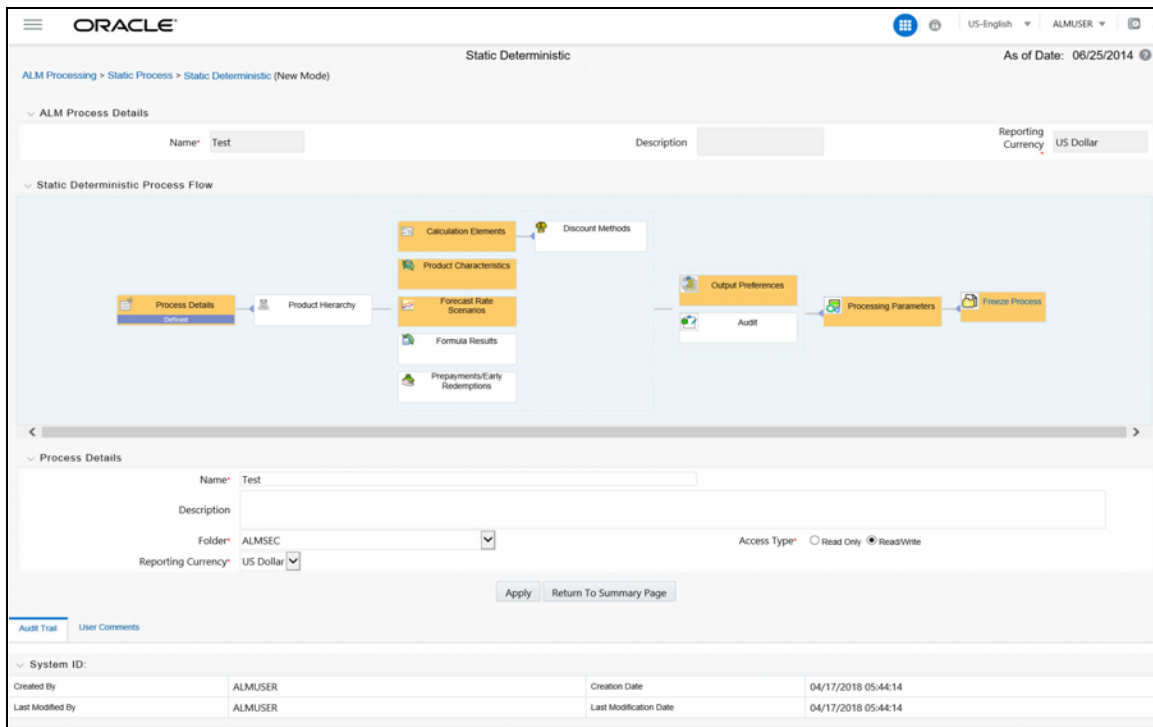 ORACLE
US-English
ALMUSER
Static Deterministic
As of Date: 06/25/2014
ALM Processing > Static Process > Static Deterministic (New Mode)
ALM Process Details
Name* Test
Description
Reporting Currency* US Dollar
Static Deterministic Process Flow
Process Details
Defined
Product Hierarchy
Calculation Elements
Product Characteristics
Forecast Rate Scenarios
Formula Results
Prepayments/Early Redemptions
Discount Methods
Output Preferences
Audit
Processing Parameters
Freeze Process
Process Details
Name* Test
Description
Folder* ALMSEC
Access Type* Read Only Read/Write
Reporting Currency* US Dollar
Apply Return To Summary Page
Audit Trail User Comments
System ID:
Created By ALMUSER Creation Date 04/17/2018 05:44:14
Last Modified By ALMUSER Last Modification Date 04/17/2018 05:44:14